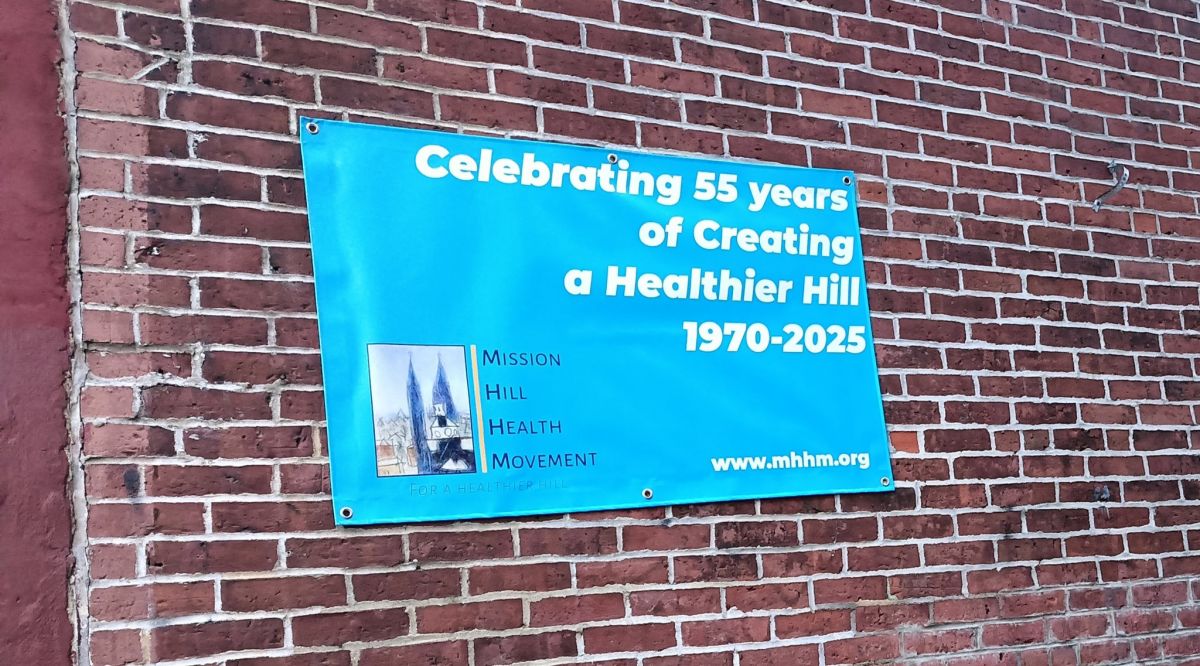 Celebrating 55 years
of Creating
a Healthier Hill
1970-2025
Mission
Hill
Health
Movement
For a healthier hill
www.mhhm.org